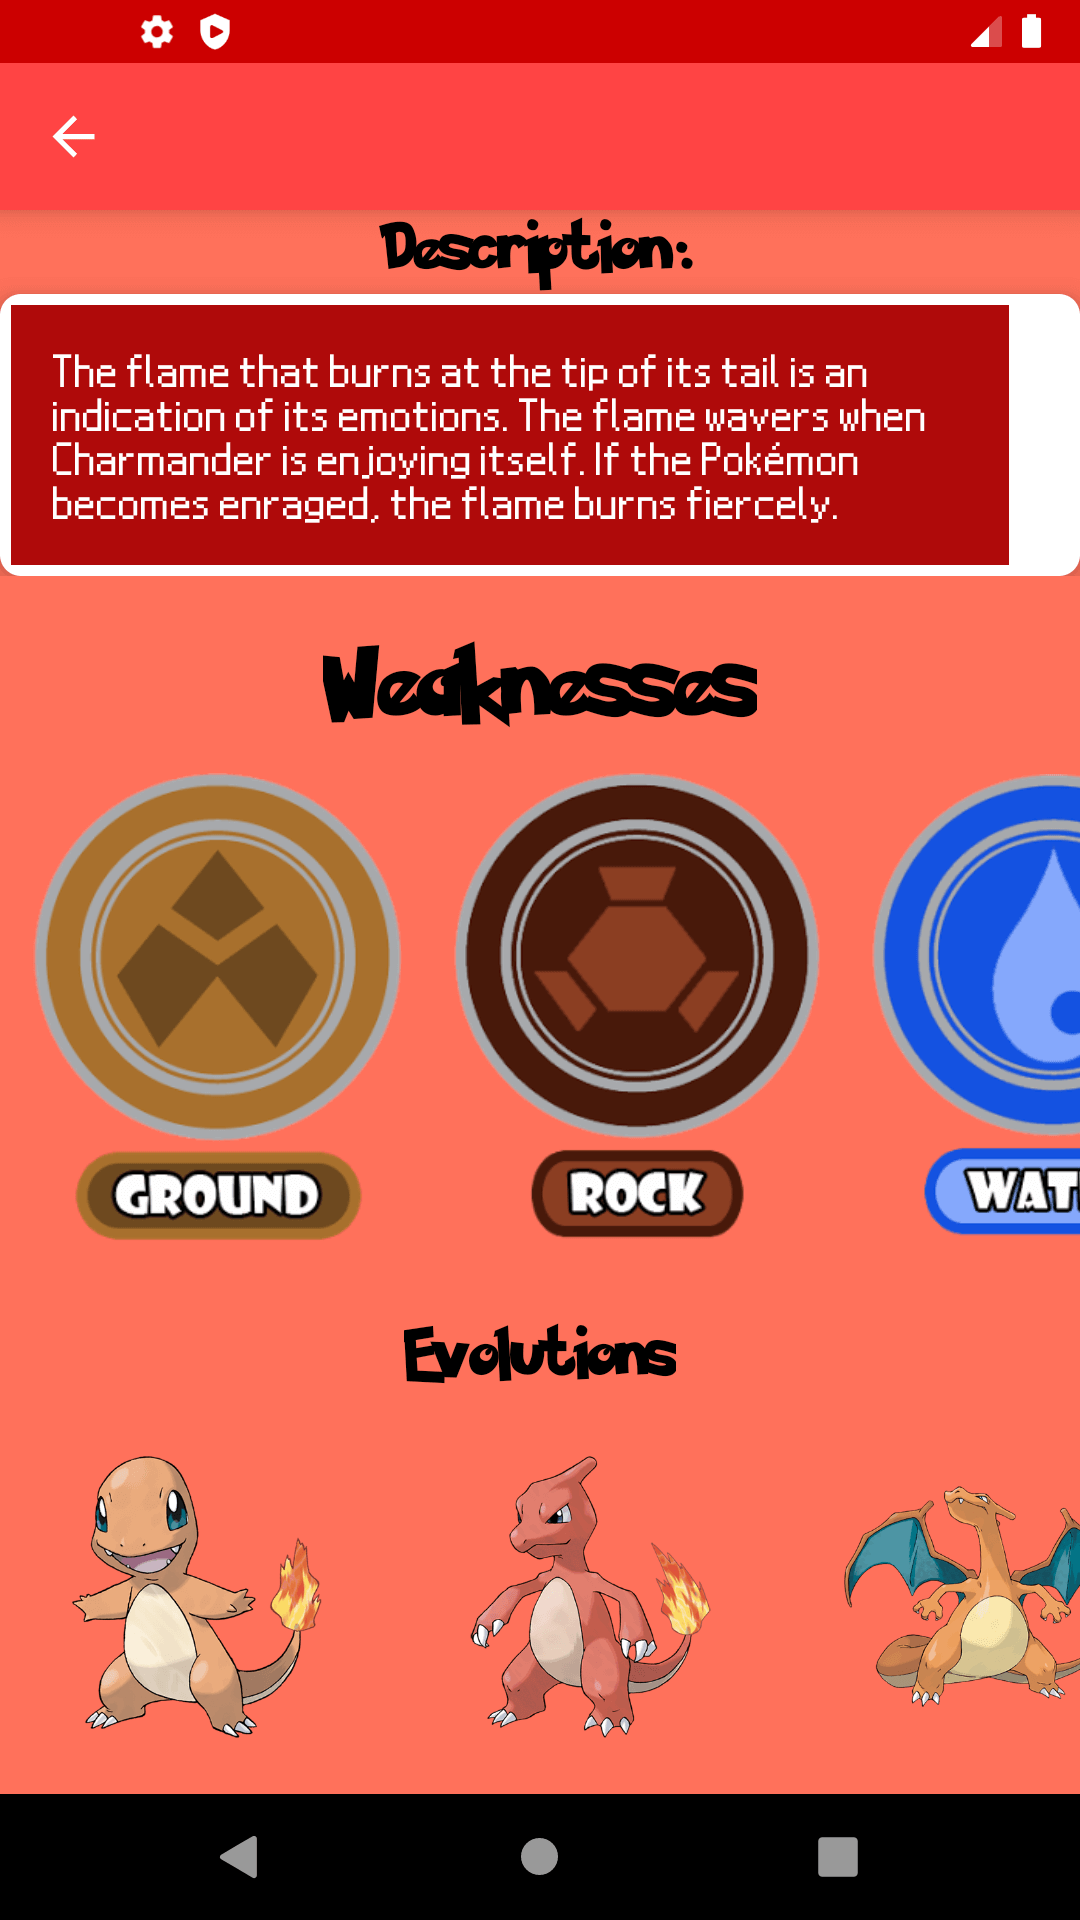 Description:
The flame that burns at the tip of its tail is an
indication of its emotions. The flame wavers when
Charmander is enjoying itself. If the Pokémon
becomes enraged, the flame burns fiercely.
Weaknesses
GROUND
ROCK
WAT
Evolutions